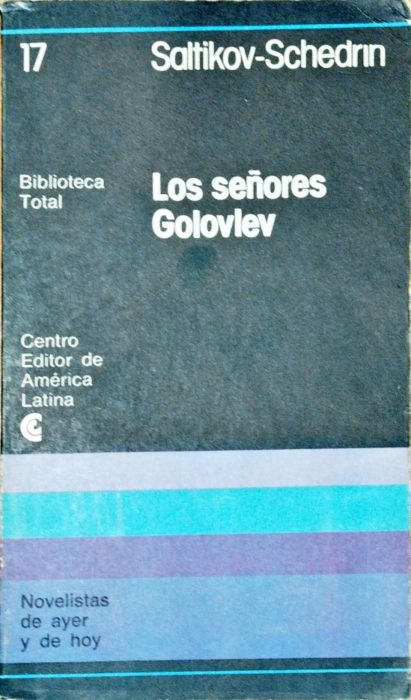 17
Saltikov-Schedrin
Biblioteca
Total
Los señores
Golovlev
Centro
Editor de
América
Latina
Novelistas
de ayer
y de hoy